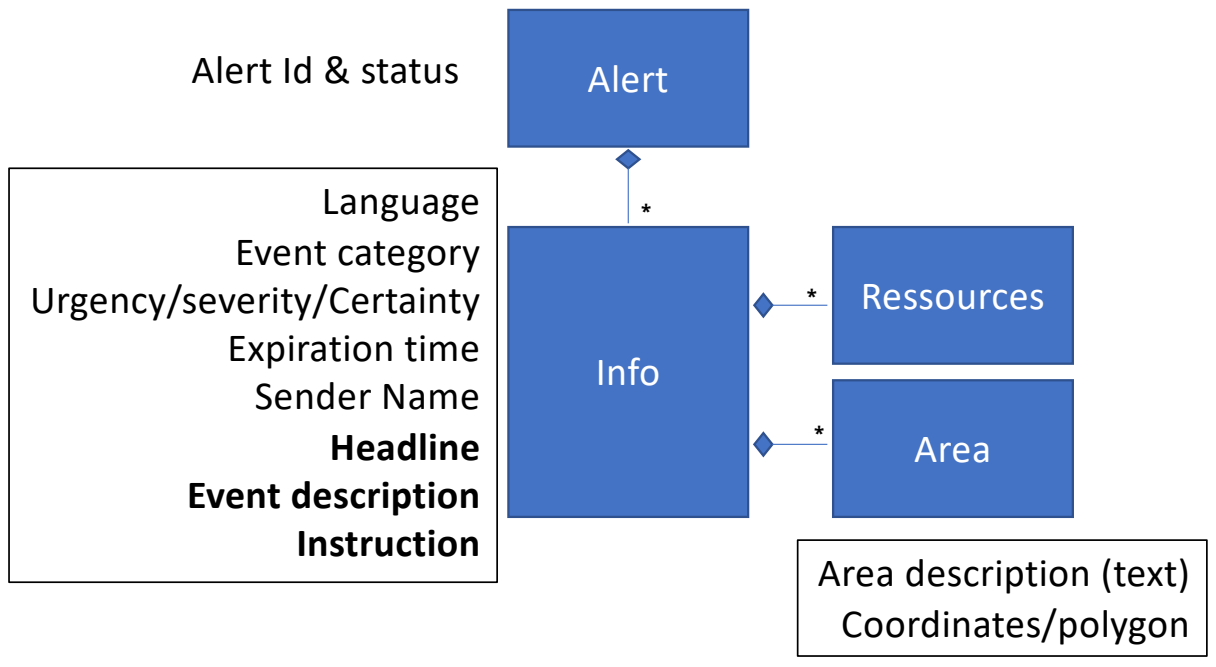 Alert Id & status
Alert
*
Language
Event category
Urgency/severity/Certainty
Expiration time
Sender Name
Headline
Event description
Instruction
Info
*
Ressources
*
Area
Area description (text)
Coordinates/polygon